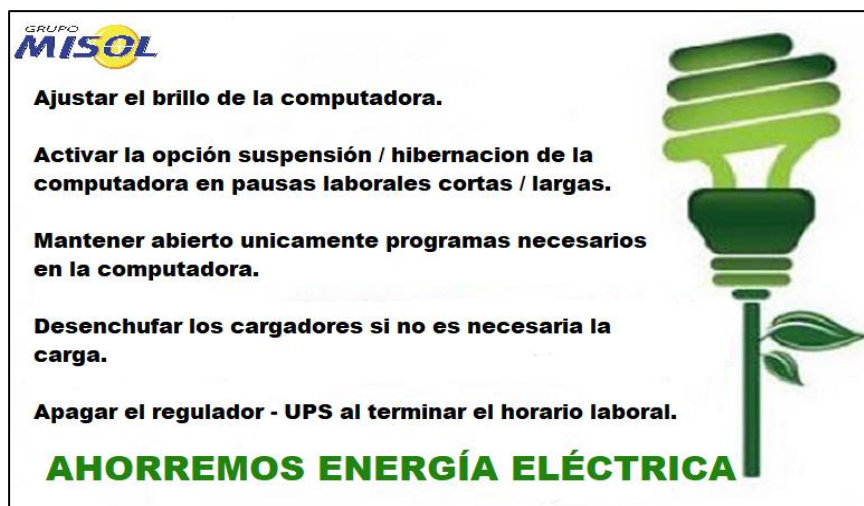 GRUPO
MISOL
Ajustar el brillo de la computadora.
Activar la opción suspensión / hibernacion de la
computadora en pausas laborales cortas / largas.
Mantener abierto unicamente programas necesarios
en la computadora.
Desenchufar los cargadores si no es necesaria la
carga.
Apagar el regulador - UPS al terminar el horario laboral.
AHORREMOS ENERGÍA ELÉCTRICA